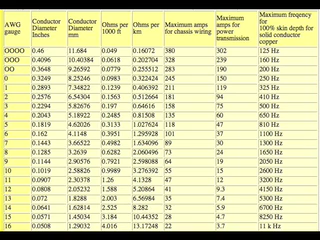 AWG gauge Conductor Diameter Inches Conductor Diameter mm Ohms per 1000 ft Ohms per km Maximum amps for chassis wiring Maximum amps for power transmission Maximum freqency for 100% skin depth for solid conductor copper
OOOO 0.46 11.684 0.049 0.16072 380 302 125 Hz
OOO 0.4096 10.40384 0.0618 0.202704 328 239 160 Hz
OO 0.3648 9.26592 0.0779 0.255512 283 190 200 Hz
0 0.3249 8.25246 0.0983 0.322424 245 150 250 Hz
1 0.2893 7.34822 0.1239 0.406392 211 119 325 Hz
2 0.2576 6.54304 0.1563 0.512664 181 94 410 Hz
3 0.2294 5.82676 0.197 0.64616 158 75 500 Hz
4 0.2043 5.18922 0.2485 0.81508 135 60 650 Hz
5 0.1819 4.62026 0.3133 1.027624 118 47 810 Hz
6 0.162 4.1148 0.3951 1.295928 101 37 1100 Hz
7 0.1443 3.66522 0.4982 1.634096 89 30 1300 Hz
8 0.1285 3.2639 0.6282 2.060496 73 24 1650 Hz
9 0.1144 2.90576 0.7921 2.598088 64 19 2050 Hz
10 0.1019 2.58826 0.9989 3.276392 55 15 2600 Hz
11 0.0907 2.30378 1.26 4.1328 47 12 3200 Hz
12 0.0808 2.05232 1.588 5.20864 41 9.3 4150 Hz
13 0.072 1.8288 2.003 6.56984 35 7.4 5300 Hz
14 0.0641 1.62814 2.525 8.282 32 5.9 6700 Hz
15 0.0571 1.45034 3.184 10.44352 28 4.7 8250 Hz
16 0.0508 1.29032 4.016 13.17248 22 3.7 11 k Hz